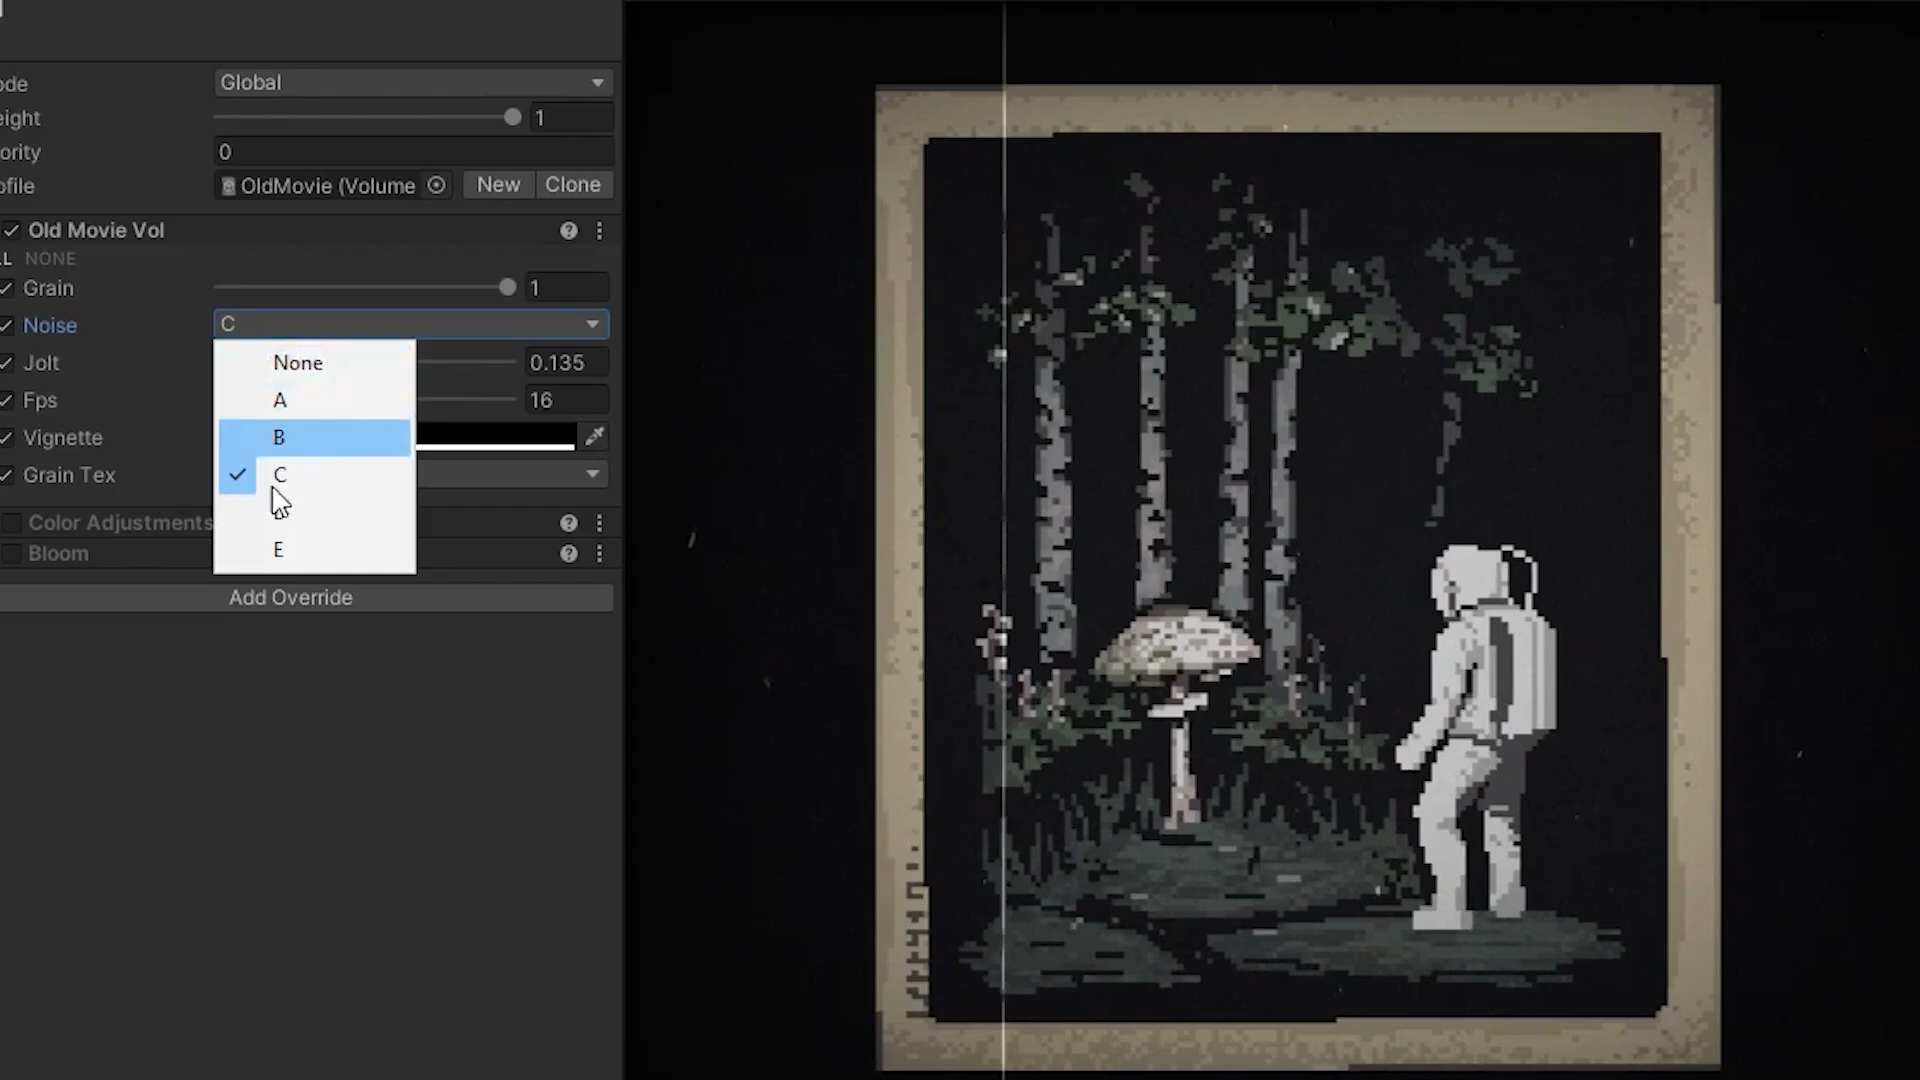 ode Global
eight 1
ority 0
ofile OldMovie (Volume New Clone
Old Movie Vol
L NONE
Grain 1
Noise C
None
Jolt 0.135
A
Fps 16
B
Vignette
C
Grain Tex
Color Adjustments
E
Bloom
Add Override